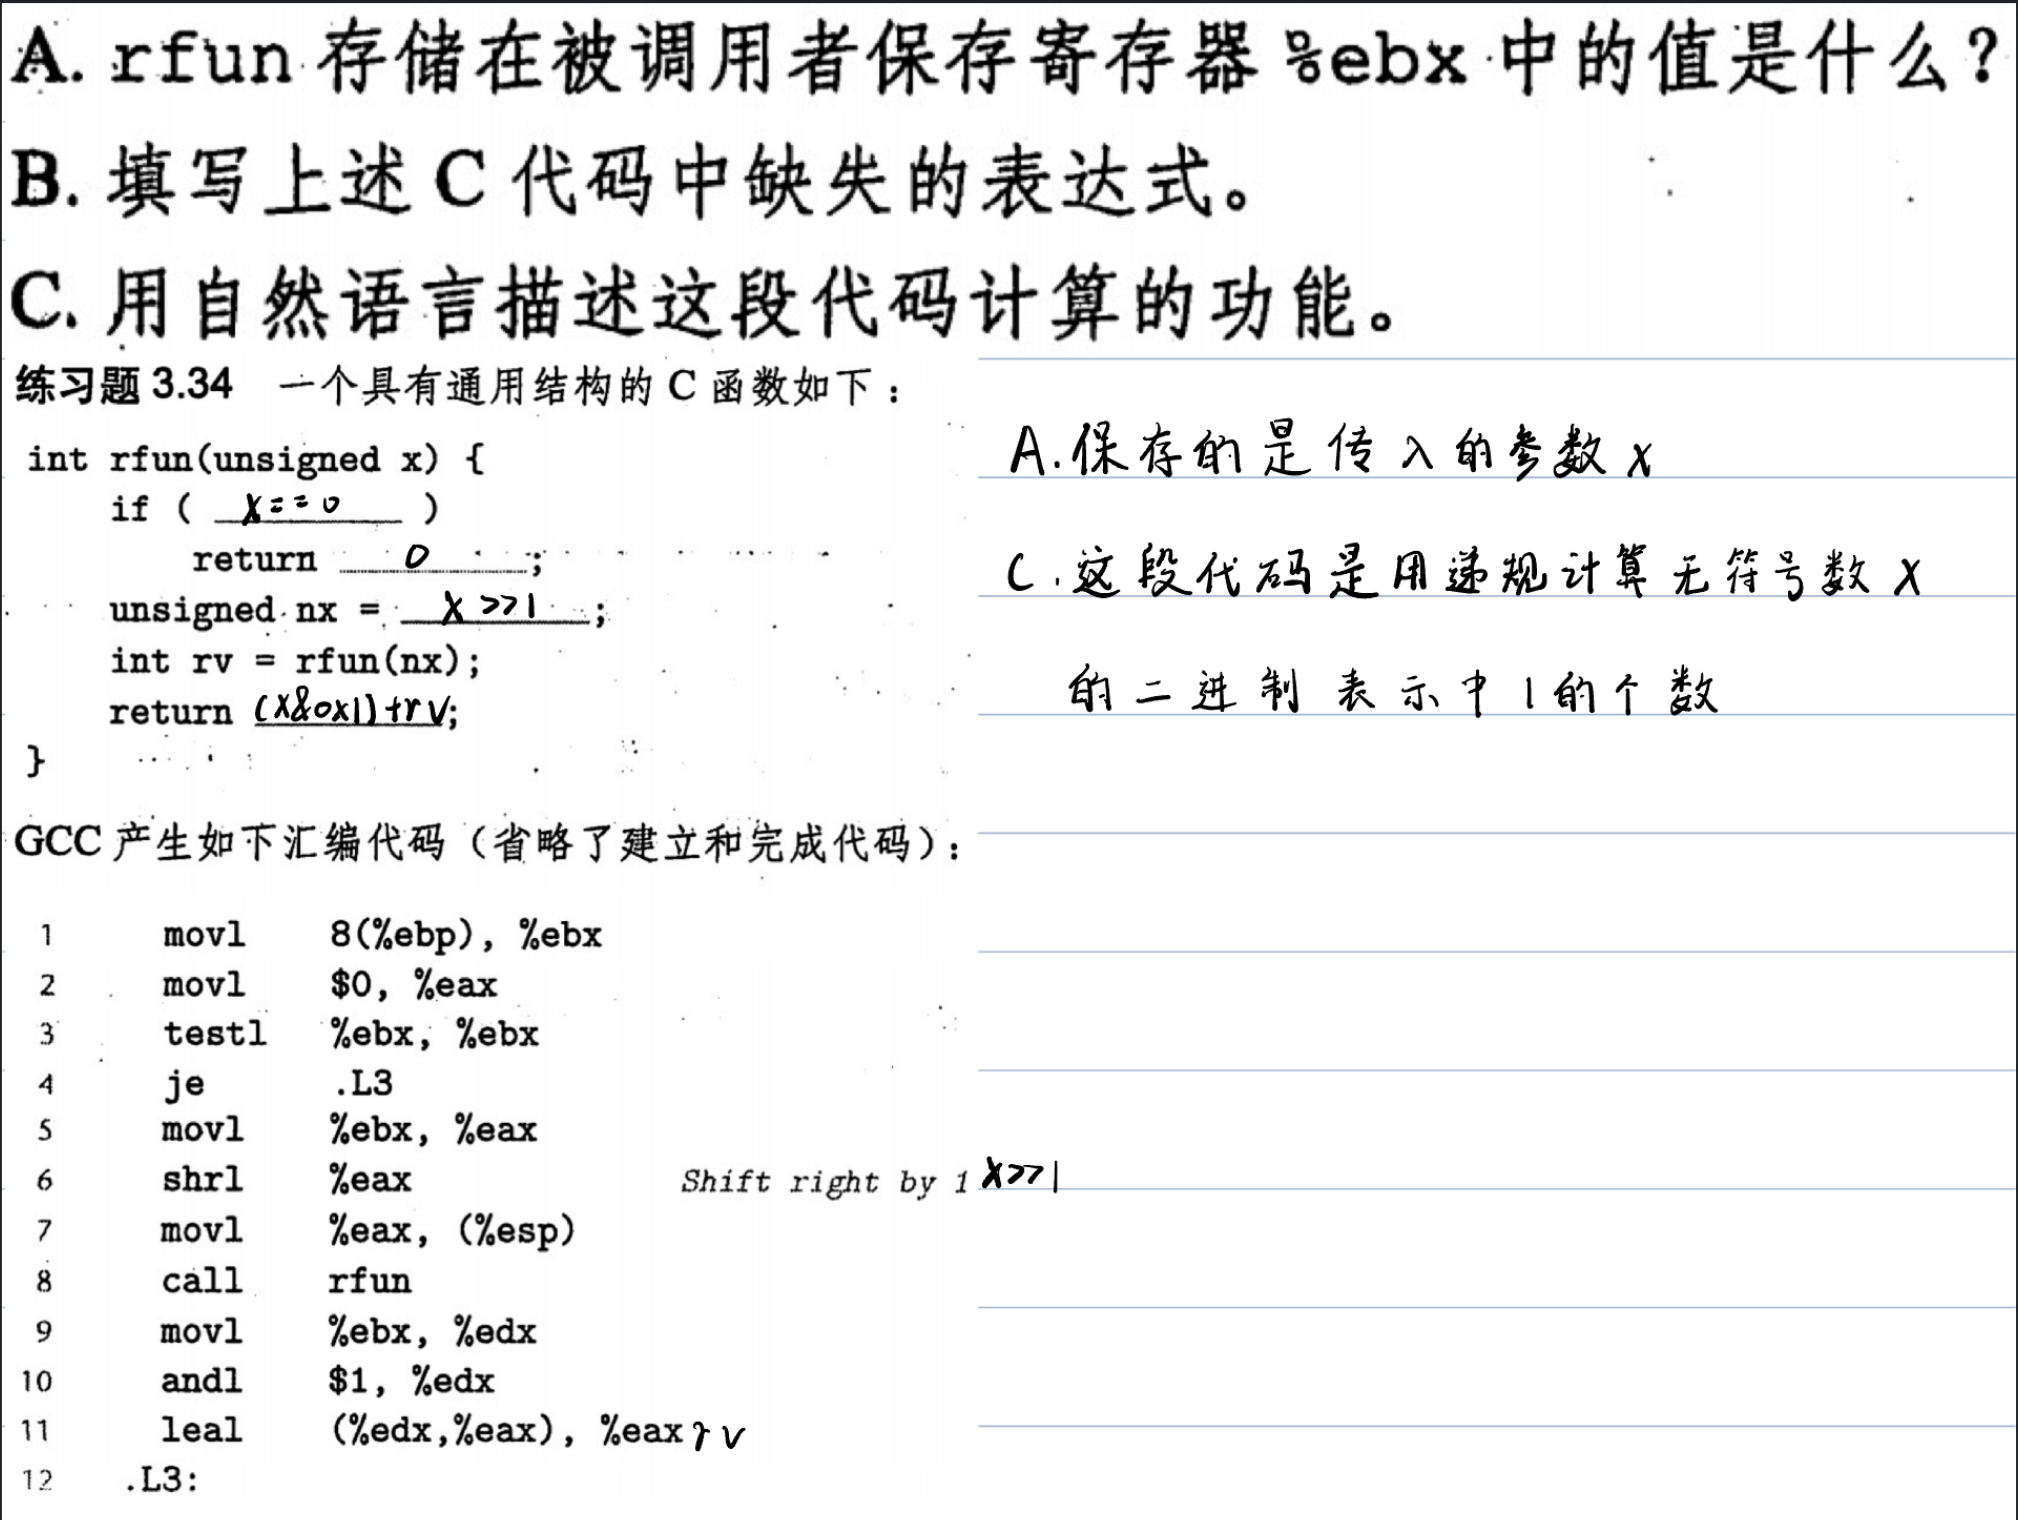 A. rfun 存储在被调用者保存寄存器 %ebx 中的值是什么？
B. 填写上述 C 代码中缺失的表达式。
C. 用自然语言描述这段代码计算的功能。
练习题 3.34 一个具有通用结构的 C 函数如下：
int rfun(unsigned x) {
if ( x==0 )
return 0 ;
unsigned nx = x>>1 ;
int rv = rfun(nx);
return (x&0x1)+rv;
}
A.保存的是传入的参数x
C.这段代码是用递规计算无符号数x
的二进制表示中1的个数
GCC 产生如下汇编代码（省略了建立和完成代码）：
1 movl 8(%ebp), %ebx
2 movl $0, %eax
3 testl %ebx, %ebx
4 je .L3
5 movl %ebx, %eax
6 shrl %eax Shift right by 1 x>>1
7 movl %eax, (%esp)
8 call rfun
9 movl %ebx, %edx
10 andl $1, %edx
11 leal (%edx,%eax), %eax rv
12 .L3: